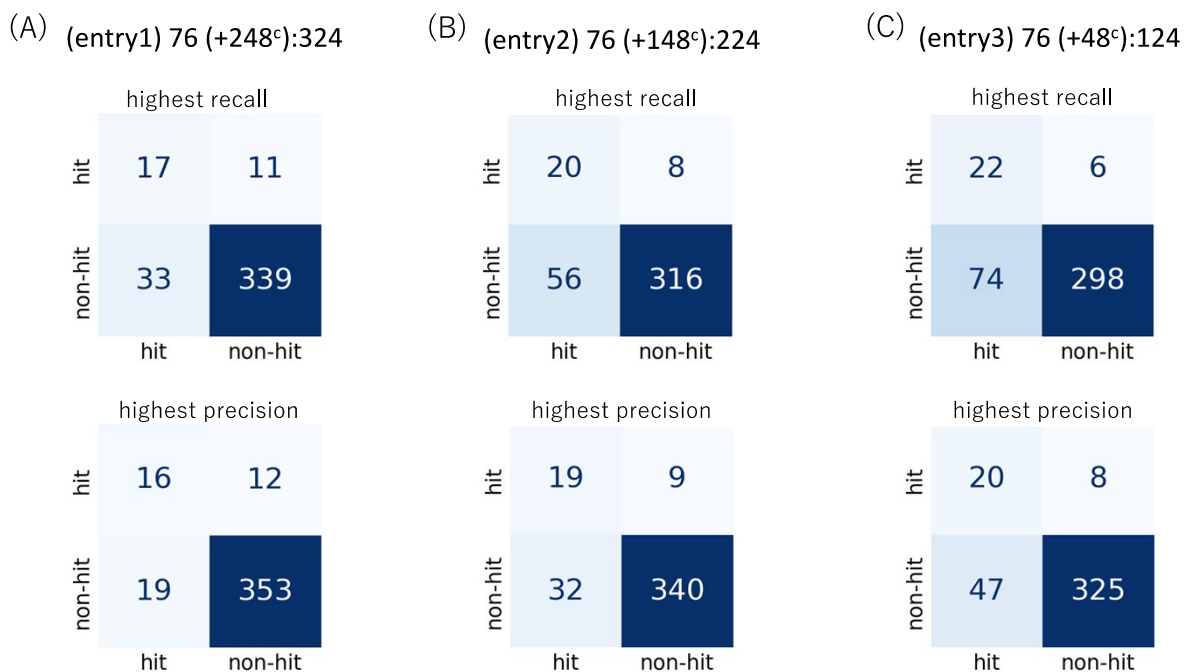 (A) (entry1) 76 (+248ᶜ):324
highest recall
hit 17 11
non-hit 33 339
hit non-hit
highest precision
hit 16 12
non-hit 19 353
hit non-hit
(B) (entry2) 76 (+148ᶜ):224
highest recall
hit 20 8
non-hit 56 316
hit non-hit
highest precision
hit 19 9
non-hit 32 340
hit non-hit
(C) (entry3) 76 (+48ᶜ):124
highest recall
hit 22 6
non-hit 74 298
hit non-hit
highest precision
hit 20 8
non-hit 47 325
hit non-hit